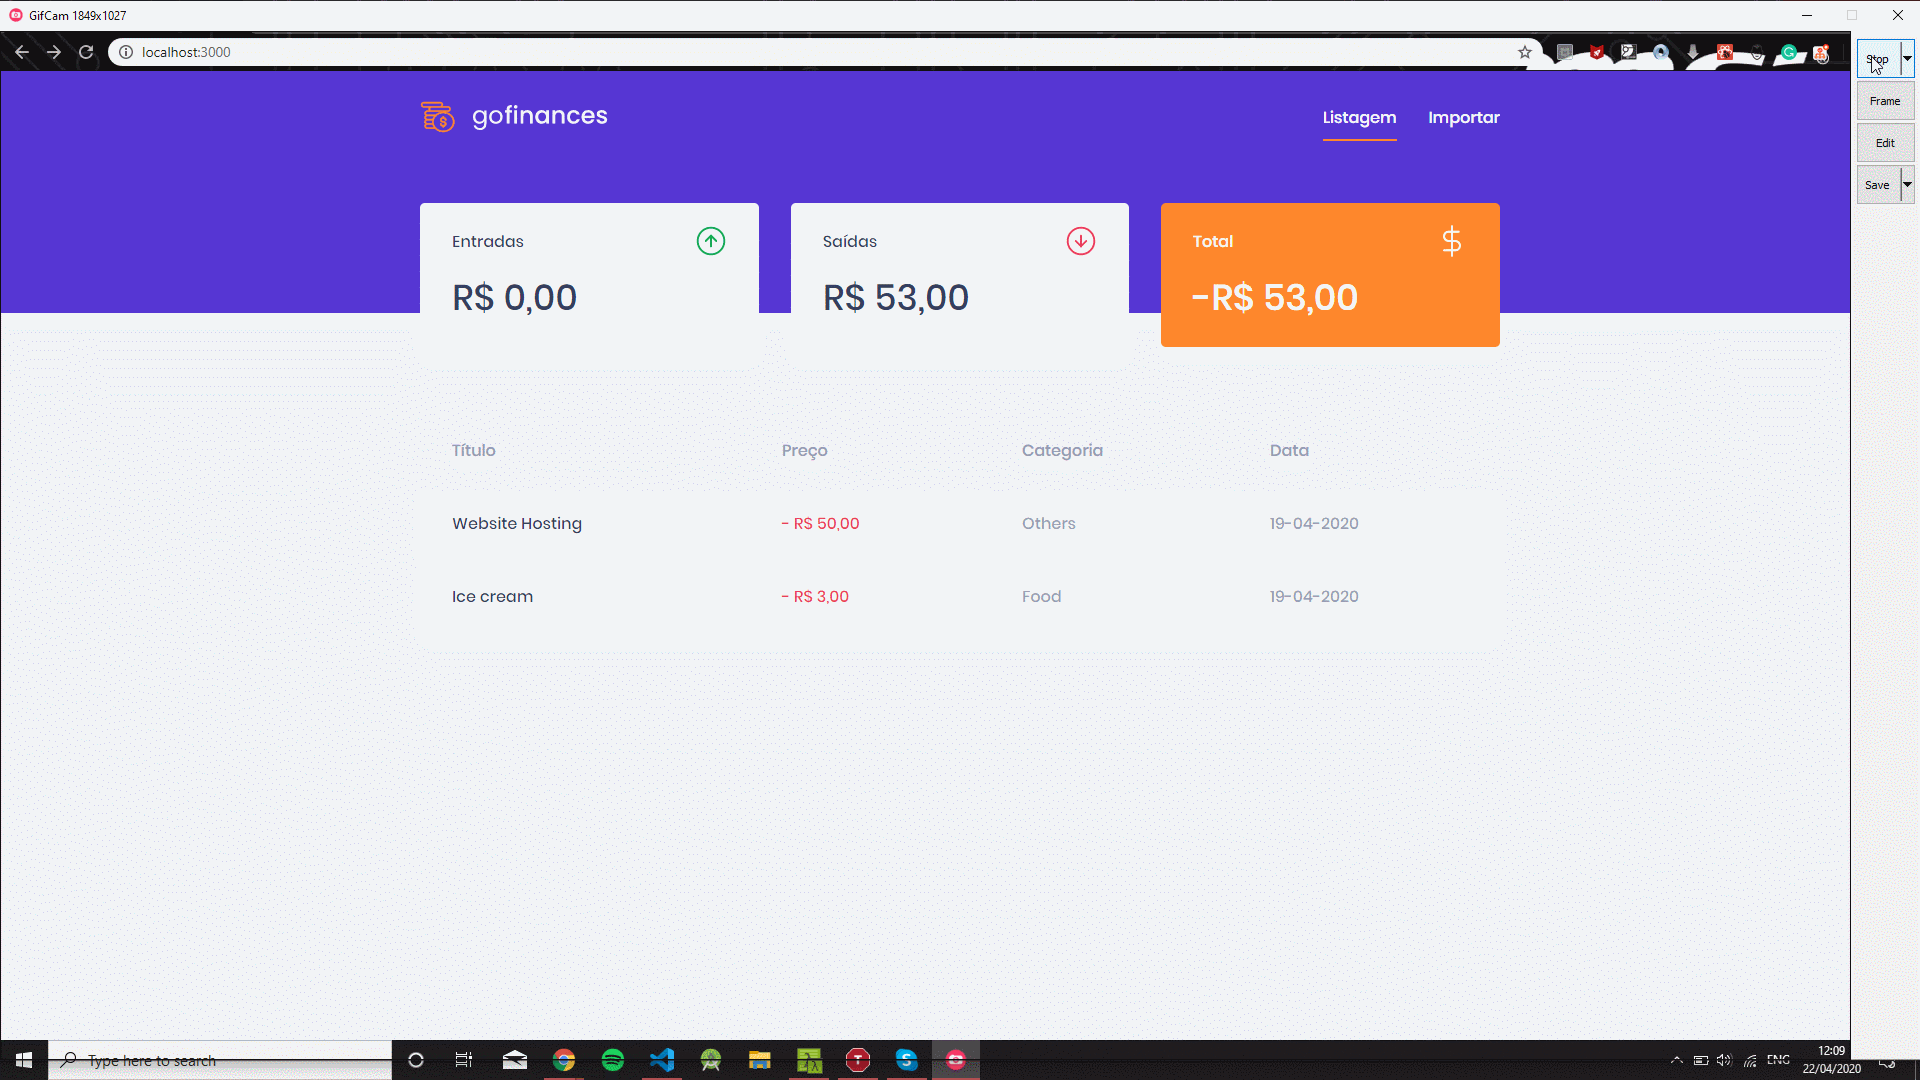 GifCam 1849x1027
localhost:3000
Stop
Frame
Edit
Save
gofinances
Listagem Importar
Entradas
R$ 0,00
Saídas
R$ 53,00
Total
$
-R$ 53,00
Título Preço Categoria Data
Website Hosting - R$ 50,00 Others 19-04-2020
Ice cream - R$ 3,00 Food 19-04-2020
Type here to search
ENG
12:09
22/04/2020